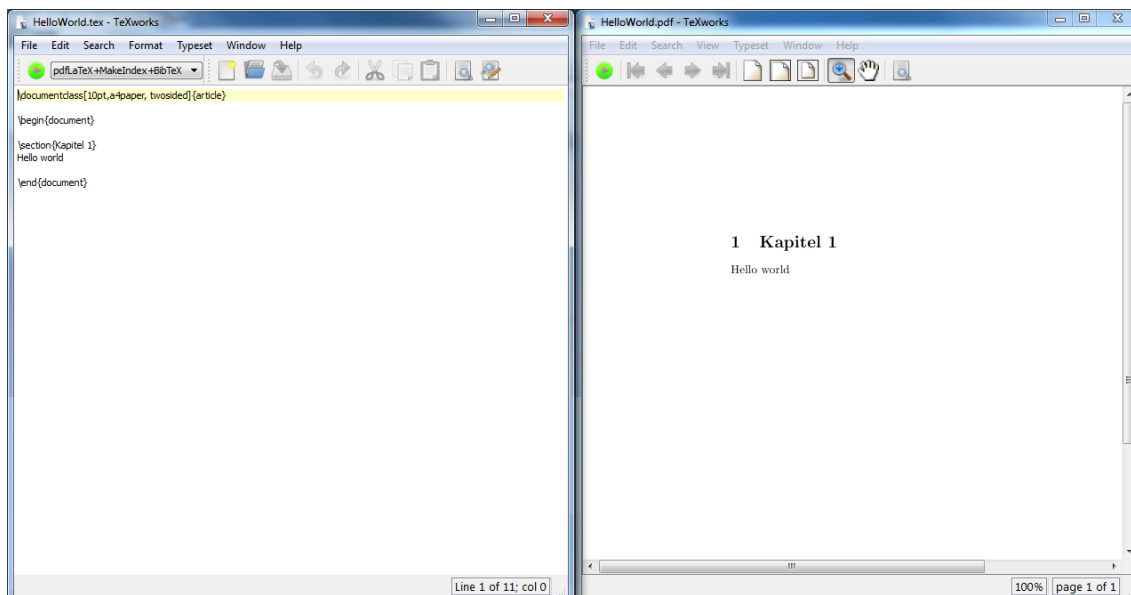 HelloWorld.tex - TeXworks
File Edit Search Format Typeset Window Help
pdfLaTeX+MakeIndex+BibTeX
\documentclass[10pt,a4paper, twosided]{article}
\begin{document}
\section{Kapitel 1}
Hello world
\end{document}
Line 1 of 11; col 0
HelloWorld.pdf - TeXworks
File Edit Search View Typeset Window Help
1 Kapitel 1
Hello world
100% page 1 of 1